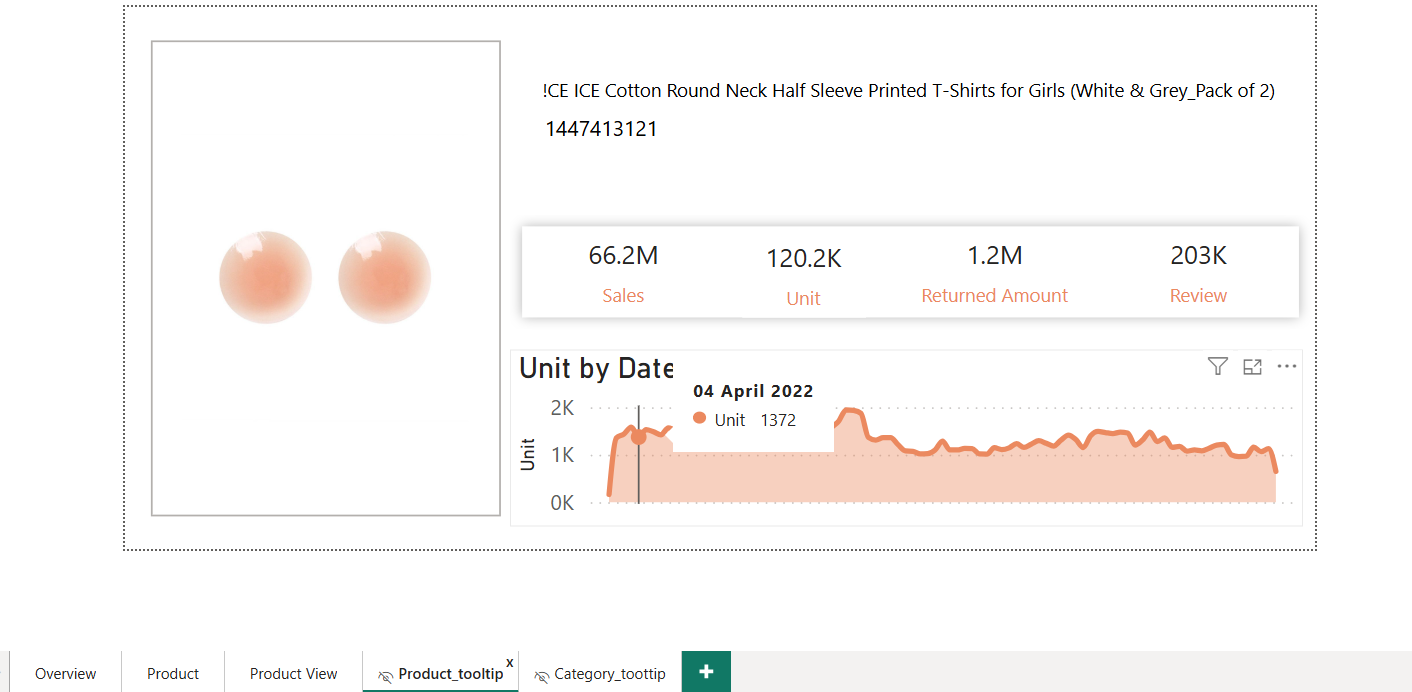 !CE ICE Cotton Round Neck Half Sleeve Printed T-Shirts for Girls (White & Grey_Pack of 2)
1447413121
66.2M 120.2K 1.2M 203K
Sales Unit Returned Amount Review
Unit by Date
04 April 2022
Unit 1372
2K
1K
0K
Unit
Overview Product Product View Product_tooltip x Category_toottip +